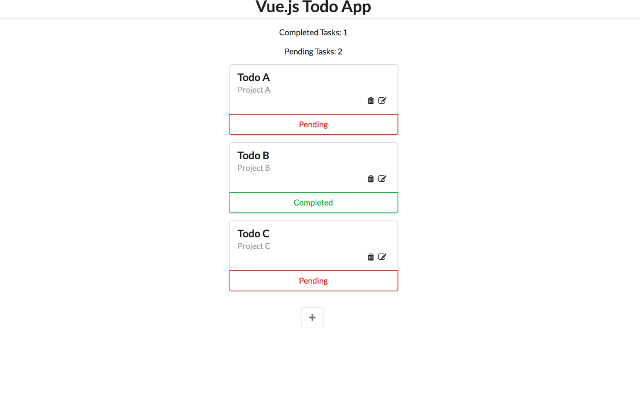 Vue.js Todo App
Completed Tasks: 1
Pending Tasks: 2
Todo A
Project A
Pending
Todo B
Project B
Completed
Todo C
Project C
Pending